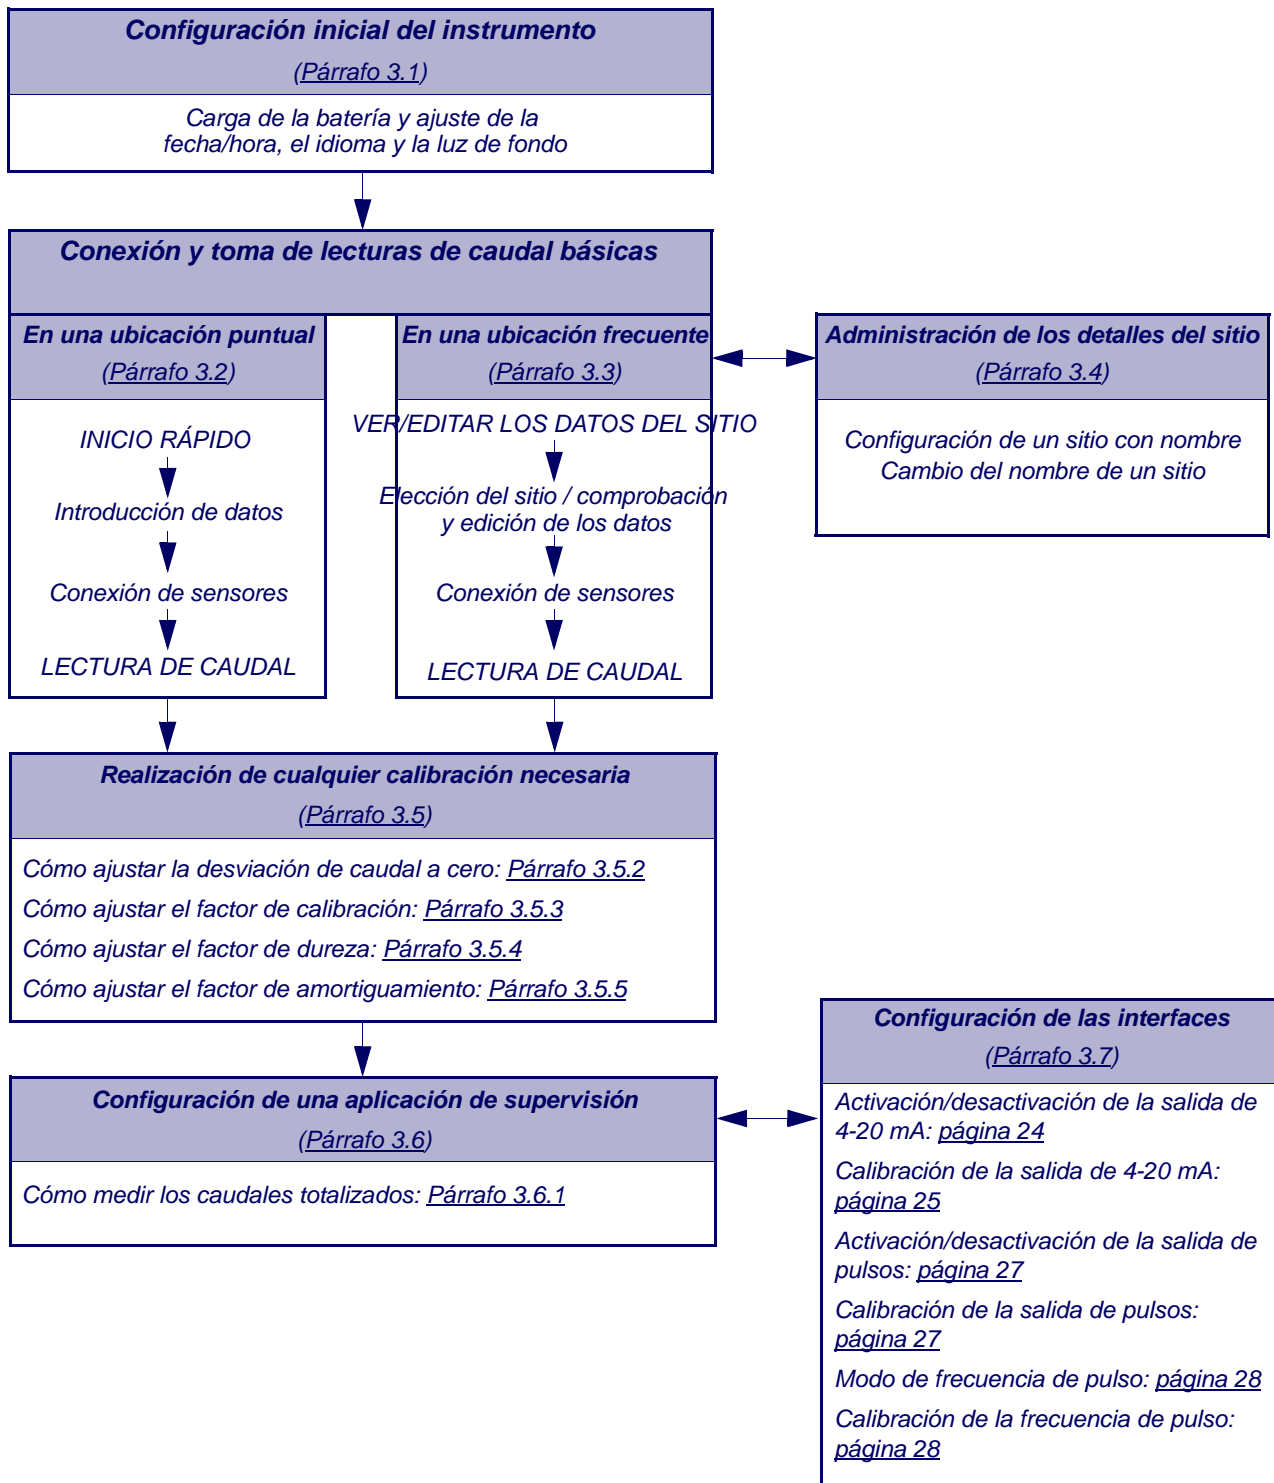 Configuración inicial del instrumento
(Párrafo 3.1)
Carga de la batería y ajuste de la
fecha/hora, el idioma y la luz de fondo
Conexión y toma de lecturas de caudal básicas
En una ubicación puntual
(Párrafo 3.2)
INICIO RÁPIDO
Introducción de datos
Conexión de sensores
LECTURA DE CAUDAL
En una ubicación frecuente
(Párrafo 3.3)
VER/EDITAR LOS DATOS DEL SITIO
Elección del sitio / comprobación
y edición de los datos
Conexión de sensores
LECTURA DE CAUDAL
Administración de los detalles del sitio
(Párrafo 3.4)
Configuración de un sitio con nombre
Cambio del nombre de un sitio
Realización de cualquier calibración necesaria
(Párrafo 3.5)
Cómo ajustar la desviación de caudal a cero: Párrafo 3.5.2
Cómo ajustar el factor de calibración: Párrafo 3.5.3
Cómo ajustar el factor de dureza: Párrafo 3.5.4
Cómo ajustar el factor de amortiguamiento: Párrafo 3.5.5
Configuración de una aplicación de supervisión
(Párrafo 3.6)
Cómo medir los caudales totalizados: Párrafo 3.6.1
Configuración de las interfaces
(Párrafo 3.7)
Activación/desactivación de la salida de
4-20 mA: página 24
Calibración de la salida de 4-20 mA:
página 25
Activación/desactivación de la salida de
pulsos: página 27
Calibración de la salida de pulsos:
página 27
Modo de frecuencia de pulso: página 28
Calibración de la frecuencia de pulso:
página 28